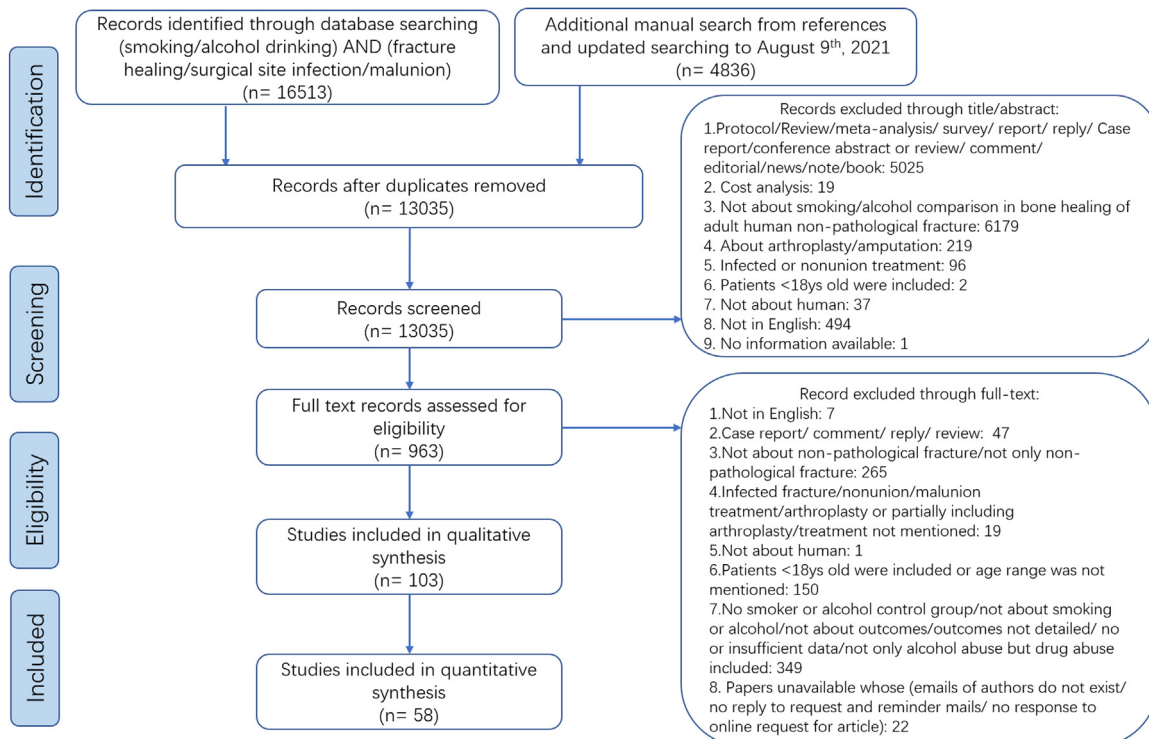 Identification
Screening
Eligibility
Included
Records identified through database searching
(smoking/alcohol drinking) AND (fracture
healing/surgical site infection/malunion)
(n= 16513)
Additional manual search from references
and updated searching to August 9th, 2021
(n= 4836)
Records after duplicates removed
(n= 13035)
Records screened
(n= 13035)
Full text records assessed for
eligibility
(n= 963)
Studies included in qualitative
synthesis
(n= 103)
Studies included in quantitative
synthesis
(n= 58)
Records excluded through title/abstract:
1.Protocol/Review/meta-analysis/ survey/ report/ reply/ Case
report/conference abstract or review/ comment/
editorial/news/note/book: 5025
2. Cost analysis: 19
3. Not about smoking/alcohol comparison in bone healing of
adult human non-pathological fracture: 6179
4. About arthroplasty/amputation: 219
5. Infected or nonunion treatment: 96
6. Patients <18ys old were included: 2
7. Not about human: 37
8. Not in English: 494
9. No information available: 1
Record excluded through full-text:
1.Not in English: 7
2.Case report/ comment/ reply/ review:  47
3.Not about non-pathological fracture/not only non-
pathological fracture: 265
4.Infected fracture/nonunion/malunion
treatment/arthroplasty or partially including
arthroplasty/treatment not mentioned: 19
5.Not about human: 1
6.Patients <18ys old were included or age range was not
mentioned: 150
7.No smoker or alcohol control group/not about smoking
or alcohol/not about outcomes/outcomes not detailed/ no
or insufficient data/not only alcohol abuse but drug abuse
included: 349
8. Papers unavailable whose (emails of authors do not exist/
no reply to request and reminder mails/ no response to
online request for article): 22